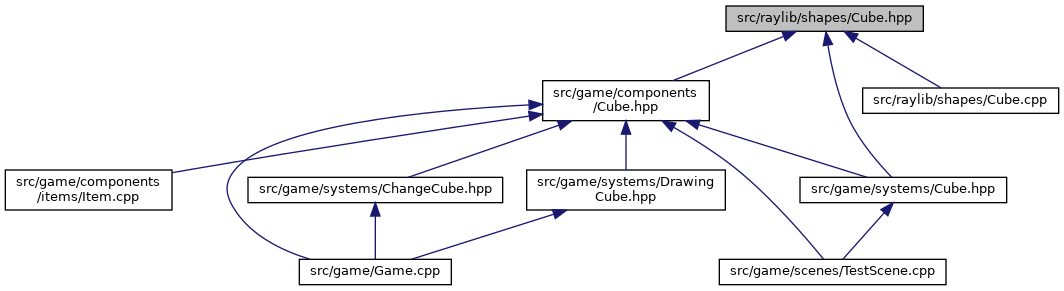 src/raylib/shapes/Cube.hpp
src/game/components
/Cube.hpp
src/raylib/shapes/Cube.cpp
src/game/components
/items/Item.cpp
src/game/systems/ChangeCube.hpp
src/game/systems/Drawing
Cube.hpp
src/game/systems/Cube.hpp
src/game/Game.cpp
src/game/scenes/TestScene.cpp